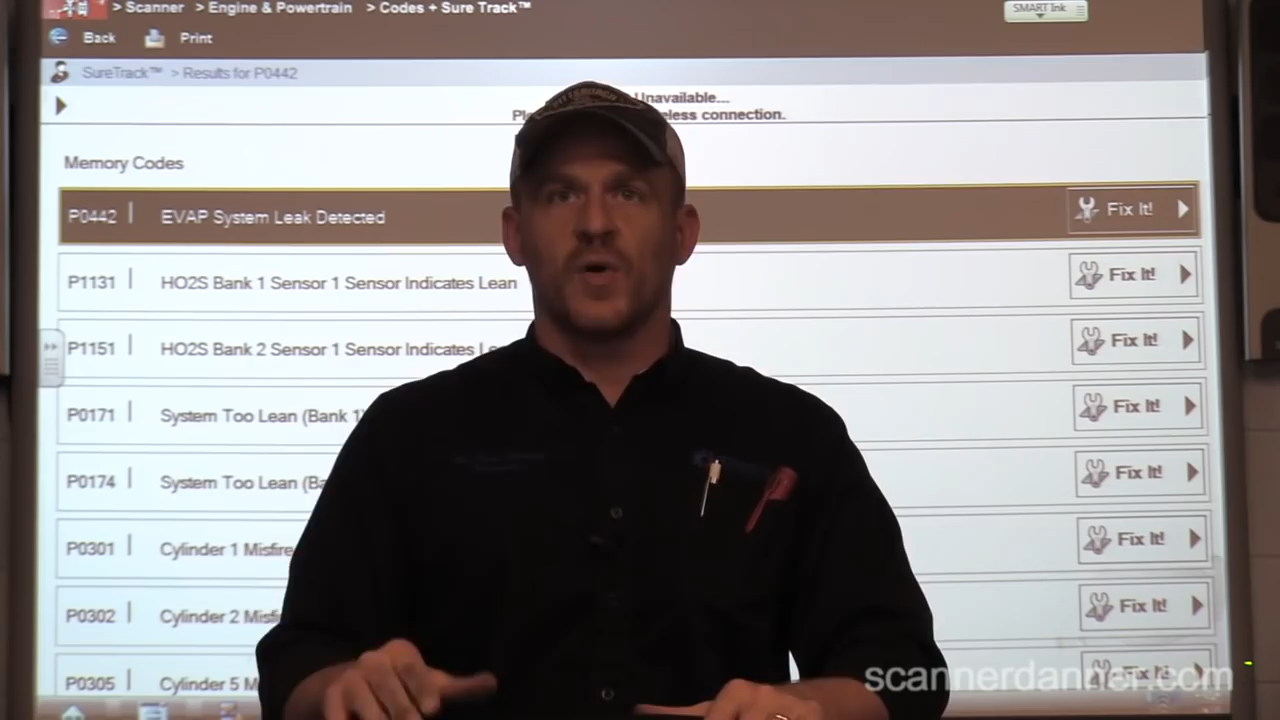 > Scanner > Engine & Powertrain > Codes + Sure Track™
SMART Ink
Back Print
SureTrack™ > Results for P0442
Unavailable...
eless connection.
Memory Codes
P0442 EVAP System Leak Detected Fix It!
P1131 HO2S Bank 1 Sensor 1 Sensor Indicates Lean Fix It!
P1151 HO2S Bank 2 Sensor 1 Sensor Indicates Fix It!
P0171 System Too Lean (Bank 1 Fix It!
P0174 System Too Lean (Ba Fix It!
P0301 Cylinder 1 Misfire Fix It!
P0302 Cylinder 2 Misfi Fix It!
P0305 Cylinder 5 M Fix It!
scannerdanner.com